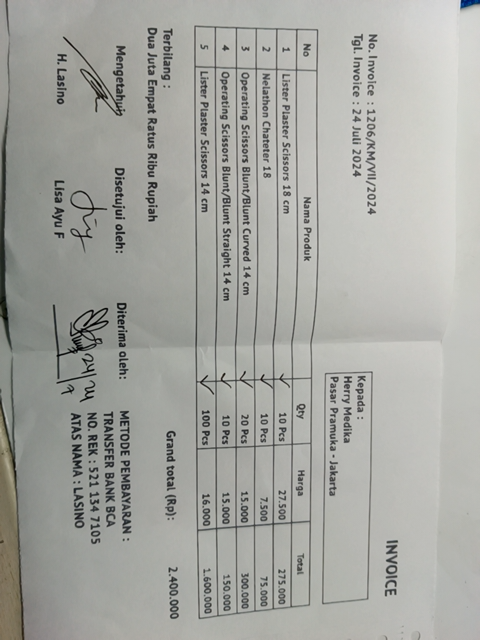 INVOICE
No. Invoice : 1206/KM/VII/2024
Tgl. Invoice : 24 Juli 2024
Kepada :
Herry Medika
Pasar Pramuka - Jakarta
No Nama Produk Qty Harga Total
1 Lister Plaster Scissors 18 cm 10 Pcs 27.500 275.000
2 Nelathon Chateter 18 10 Pcs 7.500 75.000
3 Operating Scissors Blunt/Blunt Curved 14 cm 20 Pcs 15.000 300.000
4 Operating Scissors Blunt/Blunt Straight 14 cm 10 Pcs 15.000 150.000
5 Lister Plaster Scissors 14 cm 100 Pcs 16.000 1.600.000
Grand total (Rp): 2.400.000
Terbilang :
Dua Juta Empat Ratus Ribu Rupiah
Mengetahui Disetujui oleh: Diterima oleh:
H. Lasino Lisa Ayu F
METODE PEMBAYARAN :
TRANSFER BANK BCA
NO. REK : 521 134 7105
ATAS NAMA : LASINO